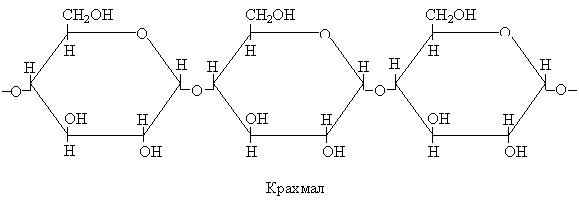 CH2OH CH2OH CH2OH
O O O
H H H
H H H H H H
–O O O O–
OH H OH H OH H
H OH H OH H OH
Крахмал